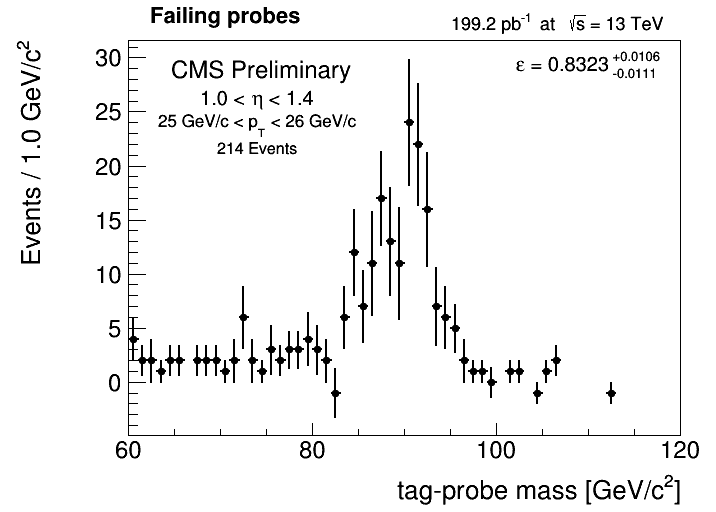 Failing probes
199.2 pb⁻¹ at √s = 13 TeV
CMS Preliminary
1.0 < η < 1.4
25 GeV/c < p_T < 26 GeV/c
214 Events
ε = 0.8323 +0.0106 -0.0111
Events / 1.0 GeV/c²
30
25
20
15
10
5
0
60 80 100 120
tag-probe mass [GeV/c²]